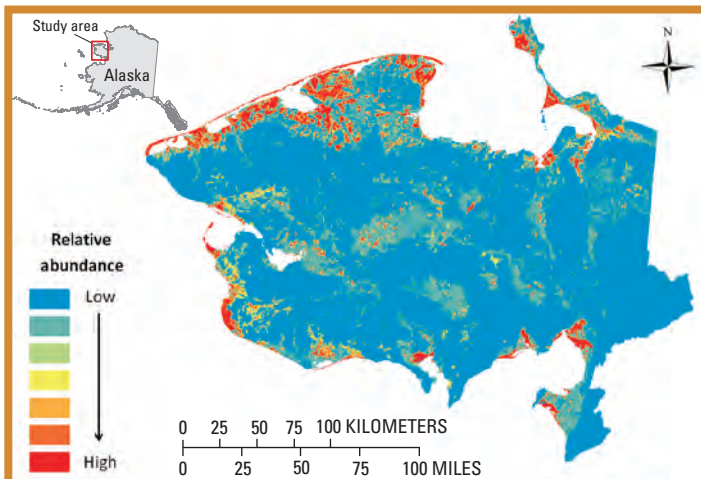 Study area
Alaska
N
Relative
abundance
Low
High
0 25 50 75 100 KILOMETERS
0 25 50 75 100 MILES